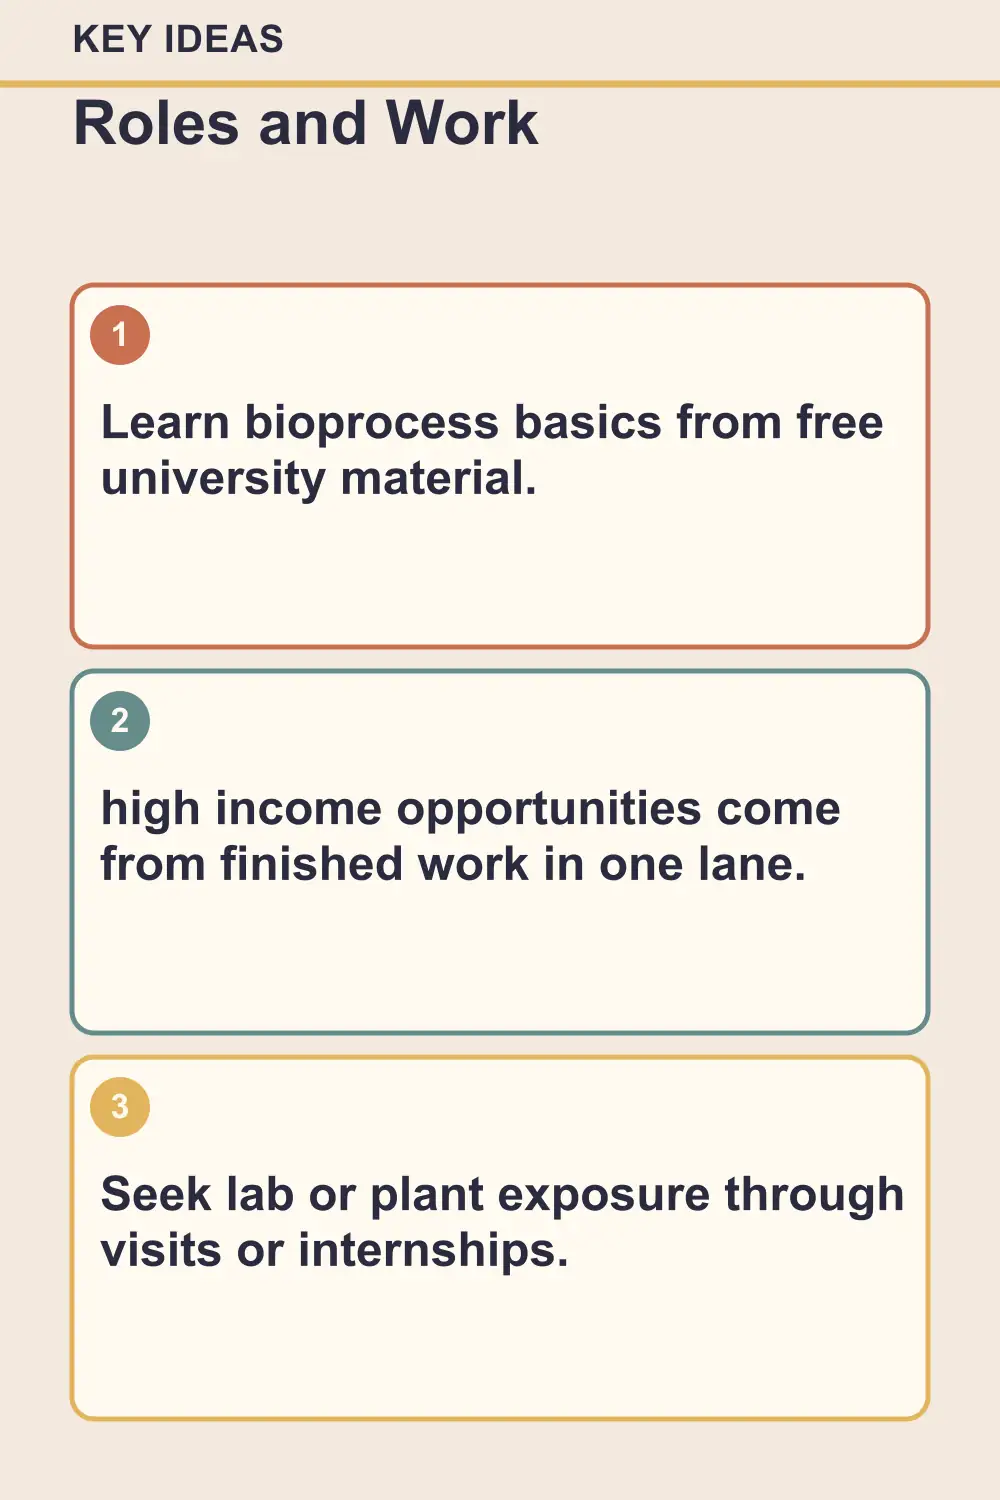 KEY IDEAS
Roles and Work
1
Learn bioprocess basics from free
university material.
2
high income opportunities come
from finished work in one lane.
3
Seek lab or plant exposure through
visits or internships.